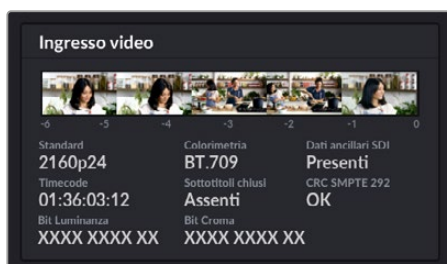 Ingresso video
-6 -5 -4 -3 -2 -1 0
Standard Colorimetria Dati ancillari SDI
2160p24 BT.709 Presenti
Timecode Sottotitoli chiusi CRC SMPTE 292
01:36:03:12 Assenti OK
Bit Luminanza Bit Croma
XXXX XXXX XX XXXX XXXX XX